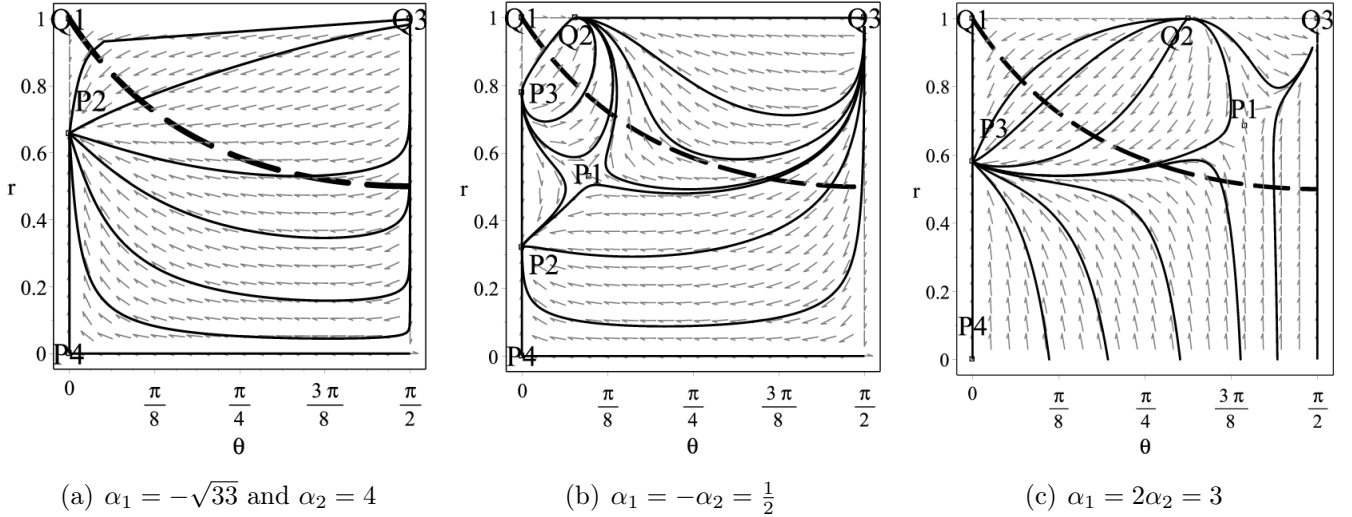 Q1 Q3
1
0.8
P2
0.6
r
0.4
0.2
P4
0
0 π/8 π/4 3π/8 π/2
θ
(a) α₁ = −√33 and α₂ = 4
Q1 Q2 Q3
1
0.8
P3
0.6
P1
r
0.4
P2
0.2
P4
0
0 π/8 π/4 3π/8 π/2
θ
(b) α₁ = −α₂ = 1/2
Q1 Q2 Q3
1
0.8
P1
P3
0.6
r
0.4
0.2
P4
0
0 π/8 π/4 3π/8 π/2
θ
(c) α₁ = 2α₂ = 3